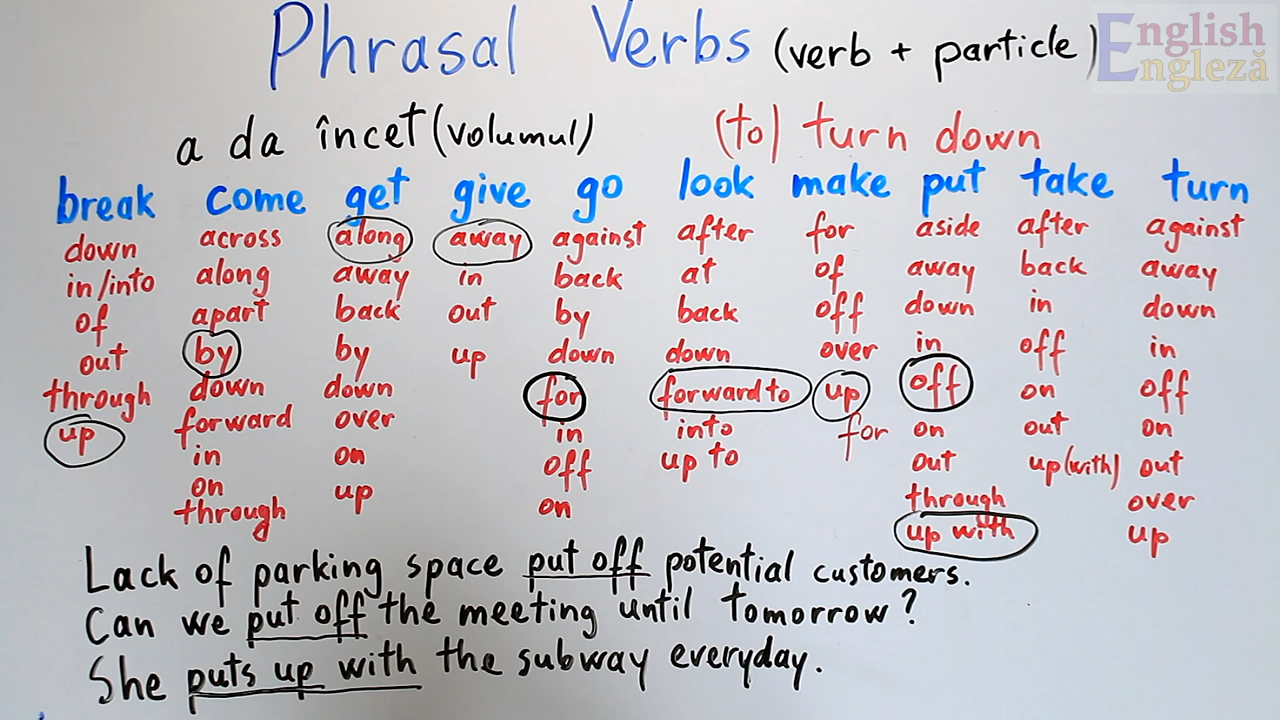 Phrasal Verbs (verb + particle)
English
Engleză
a da încet (volumul) (to) turn down
break come get give go look make put take turn
down across along away against after for aside after against
in/into along away in back at of away back away
of apart back out by back off down in down
out by by up down down over in off in
through down down for forward to up off on off
up forward over in into for on out on
in on off up to out up (with) out
on up on through over
through up with up
Lack of parking space put off potential customers.
Can we put off the meeting until tomorrow?
She puts up with the subway everyday.